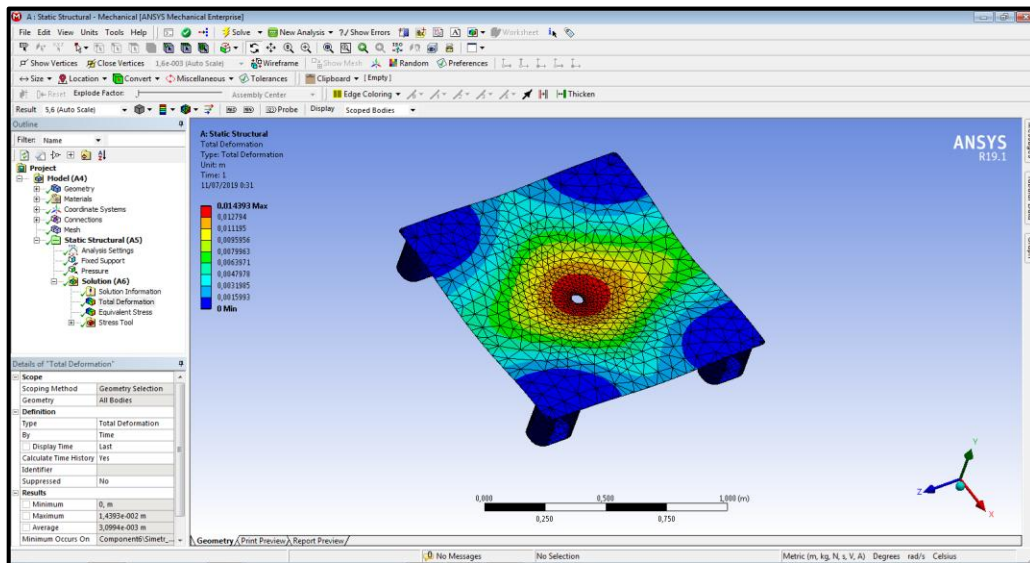 A : Static Structural - Mechanical [ANSYS Mechanical Enterprise]
File Edit View Units Tools Help Solve New Analysis ?/ Show Errors Worksheet
Show Vertices Close Vertices 1,6e-003 (Auto Scale) Wireframe Show Mesh Random Preferences
Size Location Convert Miscellaneous Tolerances Clipboard [Empty]
Reset Explode Factor: Assembly Center Edge Coloring Thicken
Result 5,6 (Auto Scale) Probe Display Scoped Bodies
Outline
Filter: Name
Project
Model (A4)
Geometry
Materials
Coordinate Systems
Connections
Mesh
Static Structural (A5)
Analysis Settings
Fixed Support
Pressure
Solution (A6)
Solution Information
Total Deformation
Equivalent Stress
Stress Tool
Details of "Total Deformation"
Scope
Scoping Method Geometry Selection
Geometry All Bodies
Definition
Type Total Deformation
By Time
Display Time Last
Calculate Time History Yes
Identifier
Suppressed No
Results
Minimum 0, m
Maximum 1,4393e-002 m
Average 3,0994e-003 m
Minimum Occurs On Component6\Simetr_...
A: Static Structural
Total Deformation
Type: Total Deformation
Unit: m
Time: 1
11/07/2019 0:31
0,014393 Max
0,012794
0,011195
0,0095956
0,0079963
0,0063971
0,0047978
0,0031985
0,0015993
0 Min
ANSYS
R19.1
0,000 0,500 1,000 (m)
0,250 0,750
Y
Z
X
Geometry Print Preview Report Preview
No Messages No Selection Metric (m, kg, N, s, V, A) Degrees rad/s Celsius